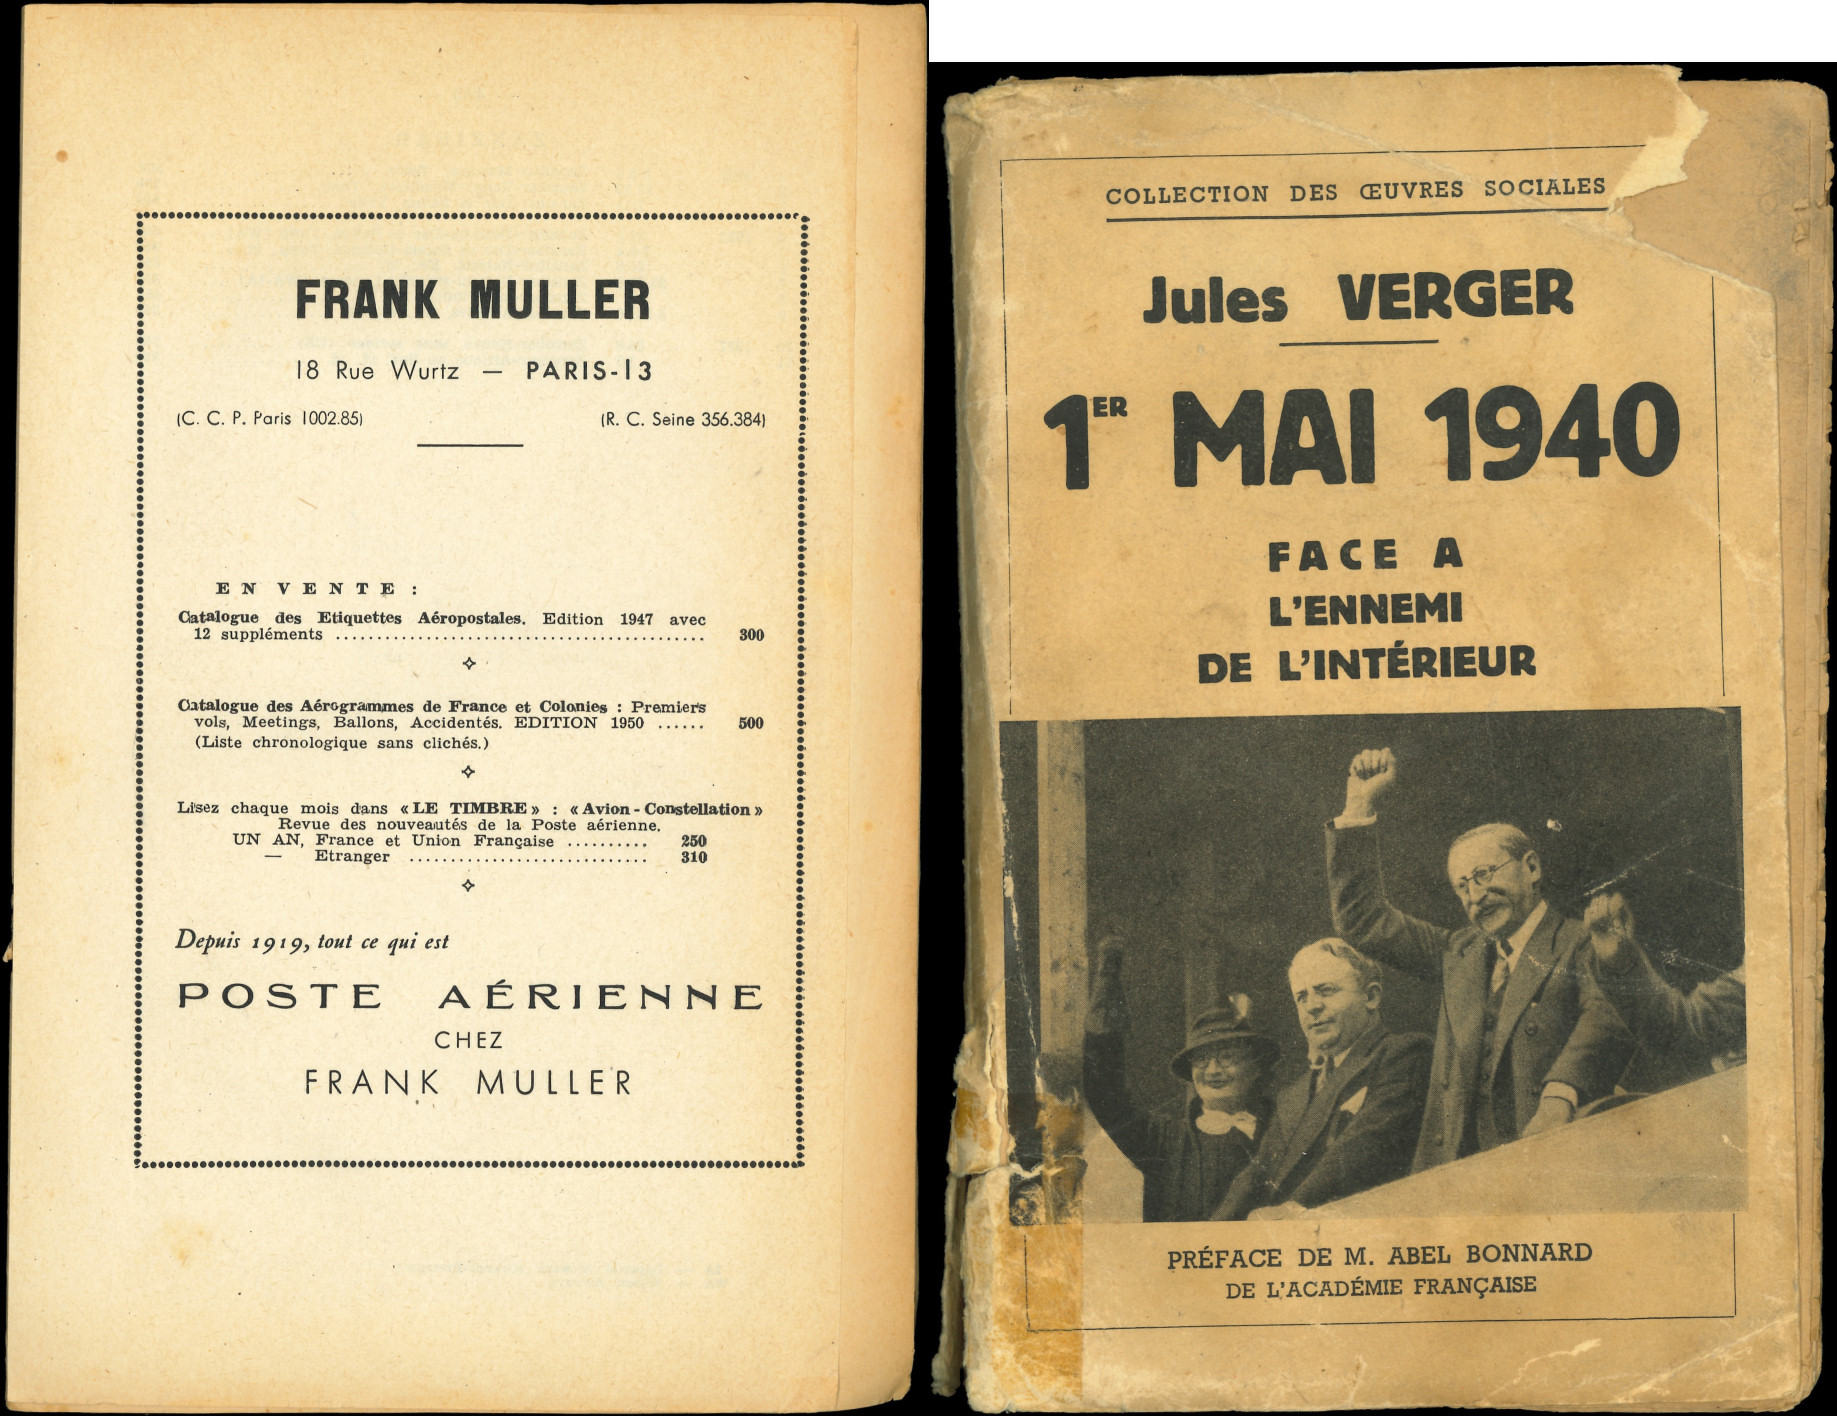 FRANK MULLER
18 Rue Wurtz — PARIS-13
(C. C. P. Paris 1002.85) (R. C. Seine 356.384)
EN VENTE :
Catalogue des Etiquettes Aéropostales. Edition 1947 avec
12 suppléments ............................................ 300
Catalogue des Aérogrammes de France et Colonies : Premiers
vols, Meetings, Ballons, Accidentés. EDITION 1950 ...... 500
(Liste chronologique sans clichés.)
Lisez chaque mois dans « LE TIMBRE » : « Avion - Constellation »
Revue des nouveautés de la Poste aérienne.
UN AN, France et Union Française .......... 250
— Etranger ............................. 310
Depuis 1919, tout ce qui est
POSTE AÉRIENNE
CHEZ
FRANK MULLER
COLLECTION DES ŒUVRES SOCIALES
Jules VERGER
1ER MAI 1940
FACE A
L'ENNEMI
DE L'INTÉRIEUR
PRÉFACE DE M. ABEL BONNARD
DE L'ACADÉMIE FRANÇAISE